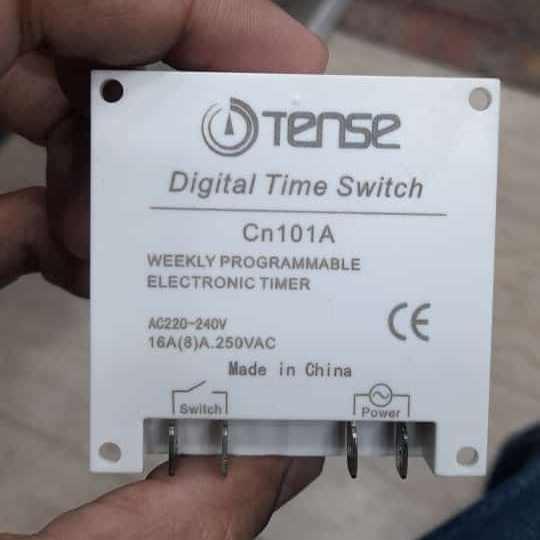 TENSE
Digital Time Switch
Cn101A
WEEKLY PROGRAMMABLE
ELECTRONIC TIMER
AC220-240V
16A(8)A.250VAC
CE
Made in China
Switch
Power